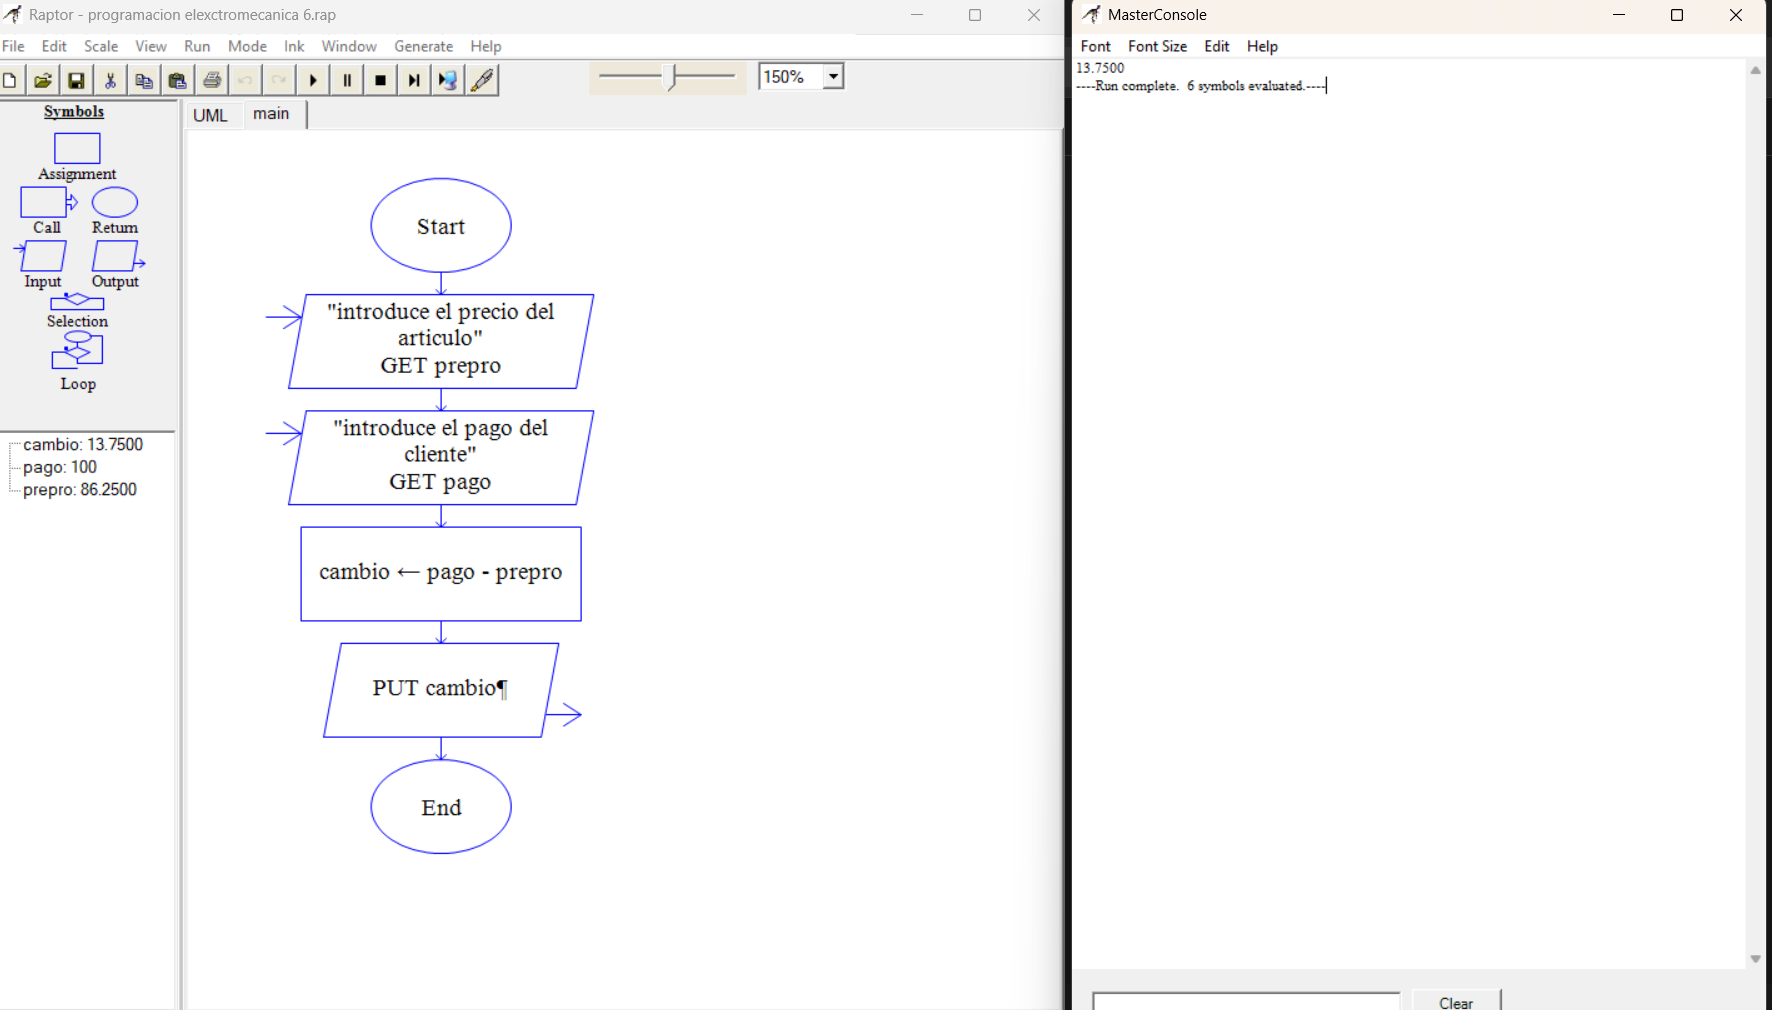 Raptor - programacion elexctromecanica 6.rap
File Edit Scale View Run Mode Ink Window Generate Help
150%
Symbols
Assignment
Call Return
Input Output
Selection
Loop
cambio: 13.7500
pago: 100
prepro: 86.2500
UML main
Start
"introduce el precio del
articulo"
GET prepro
"introduce el pago del
cliente"
GET pago
cambio ← pago - prepro
PUT cambio¶
End
MasterConsole
Font Font Size Edit Help
13.7500
----Run complete.  6 symbols evaluated.----
Clear